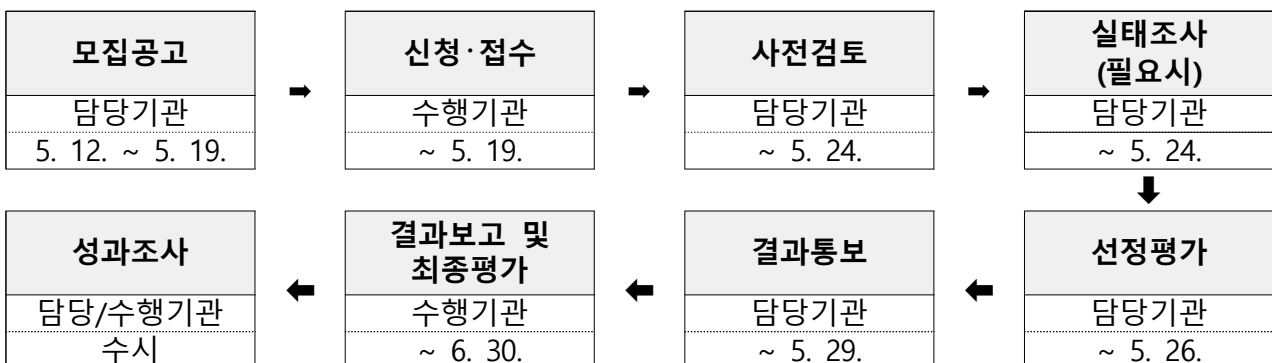 모집공고
담당기관
5. 12. ~ 5. 19.
신청·접수
수행기관
~ 5. 19.
사전검토
담당기관
~ 5. 24.
실태조사
(필요시)
담당기관
~ 5. 24.
선정평가
담당기관
~ 5. 26.
결과통보
담당기관
~ 5. 29.
결과보고 및
최종평가
수행기관
~ 6. 30.
성과조사
담당/수행기관
수시